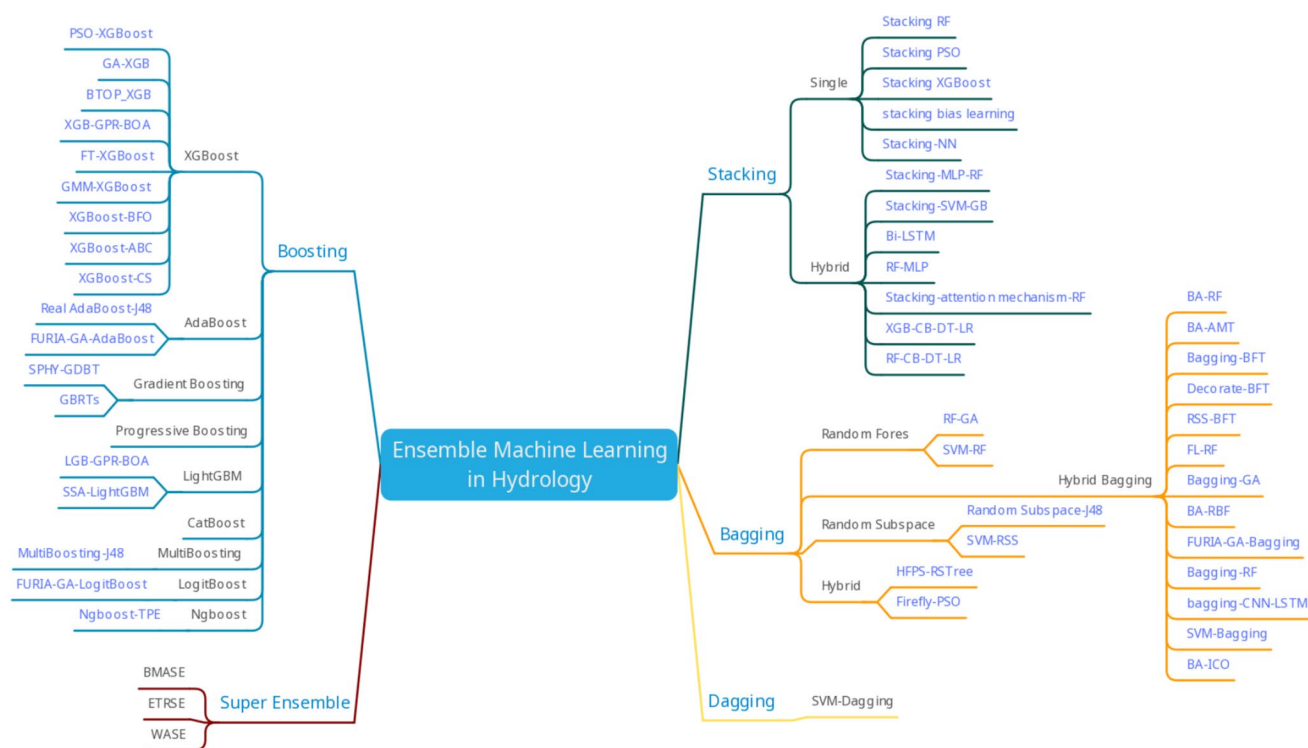 Ensemble Machine Learning
in Hydrology
Boosting
XGBoost
PSO-XGBoost
GA-XGB
BTOP_XGB
XGB-GPR-BOA
FT-XGBoost
GMM-XGBoost
XGBoost-BFO
XGBoost-ABC
XGBoost-CS
AdaBoost
Real AdaBoost-J48
FURIA-GA-AdaBoost
Gradient Boosting
SPHY-GDBT
GBRTs
Progressive Boosting
LightGBM
LGB-GPR-BOA
SSA-LightGBM
CatBoost
MultiBoosting
MultiBoosting-J48
LogitBoost
FURIA-GA-LogitBoost
Ngboost
Ngboost-TPE
Super Ensemble
BMASE
ETRSE
WASE
Stacking
Single
Stacking RF
Stacking PSO
Stacking XGBoost
stacking bias learning
Stacking-NN
Hybrid
Stacking-MLP-RF
Stacking-SVM-GB
Bi-LSTM
RF-MLP
Stacking-attention mechanism-RF
XGB-CB-DT-LR
RF-CB-DT-LR
Bagging
Random Fores
RF-GA
SVM-RF
Hybrid Bagging
BA-RF
BA-AMT
Bagging-BFT
Decorate-BFT
RSS-BFT
FL-RF
Bagging-GA
BA-RBF
FURIA-GA-Bagging
Bagging-RF
bagging-CNN-LSTM
SVM-Bagging
BA-ICO
Random Subspace
Random Subspace-J48
SVM-RSS
Hybrid
HFPS-RSTree
Firefly-PSO
Dagging
SVM-Dagging